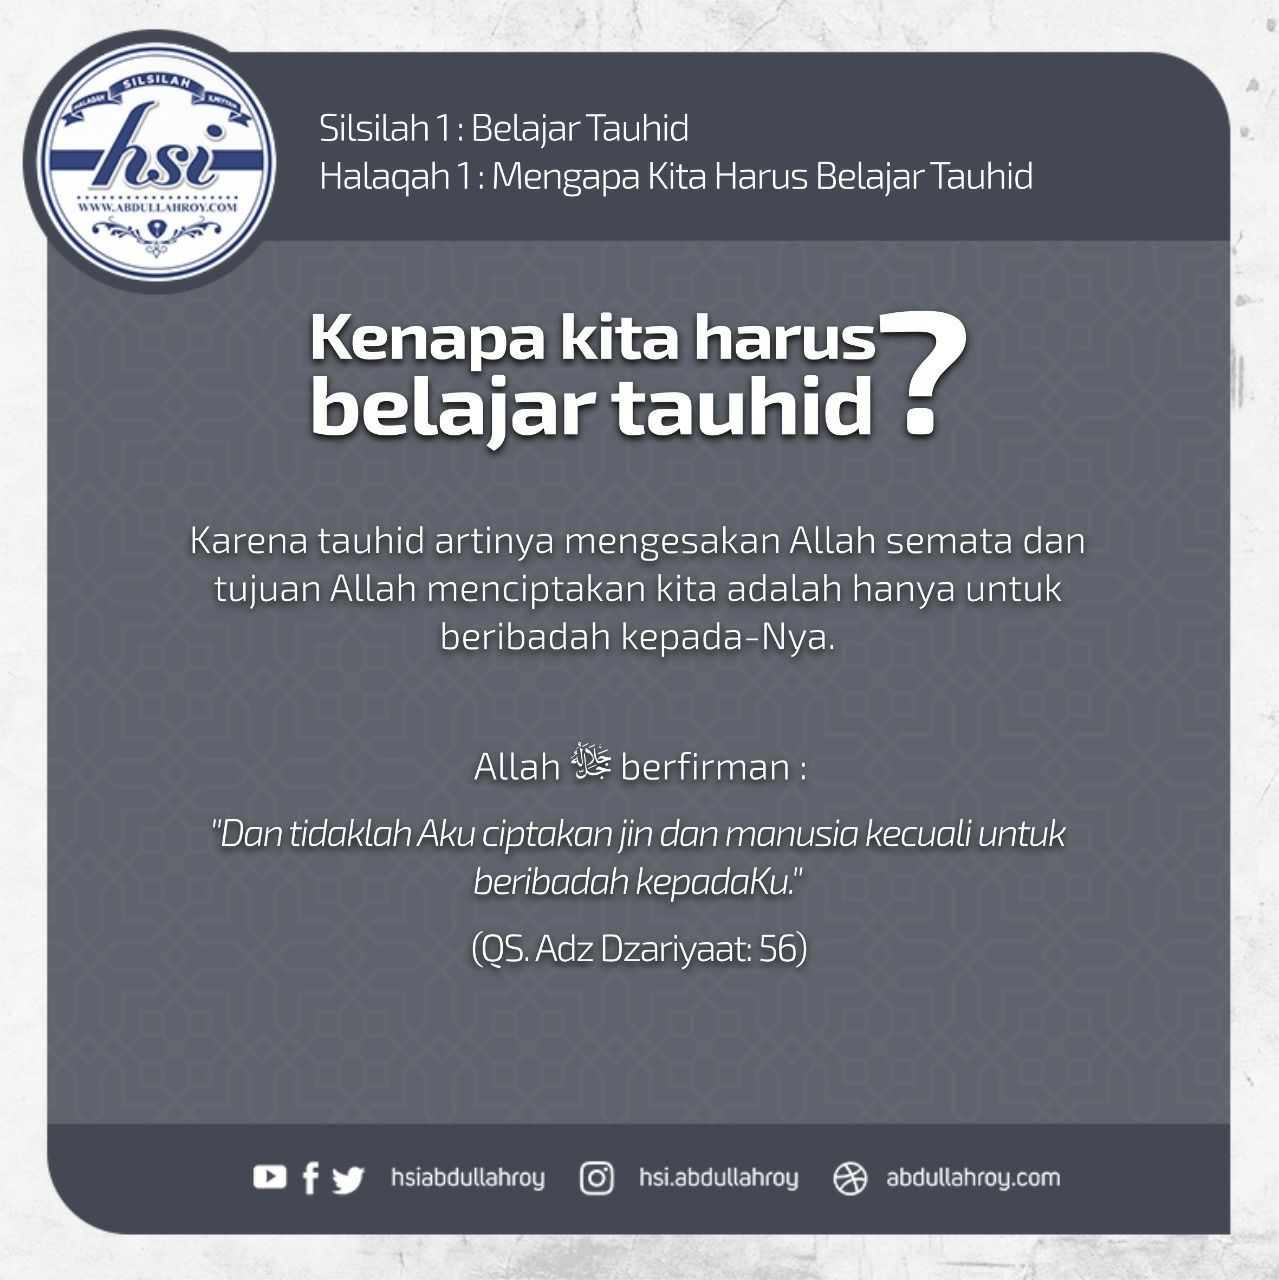 HALAQAH SILSILAH ILMIYYAH
hsi
WWW.ABDULLAHROY.COM
Silsilah 1 : Belajar Tauhid
Halaqah 1 : Mengapa Kita Harus Belajar Tauhid
Kenapa kita harus
belajar tauhid?
Karena tauhid artinya mengesakan Allah semata dan
tujuan Allah menciptakan kita adalah hanya untuk
beribadah kepada-Nya.
Allah ﷻ berfirman :
"Dan tidaklah Aku ciptakan jin dan manusia kecuali untuk
beribadah kepadaKu."
(QS. Adz Dzariyaat: 56)
hsiabdullahroy hsi.abdullahroy abdullahroy.com